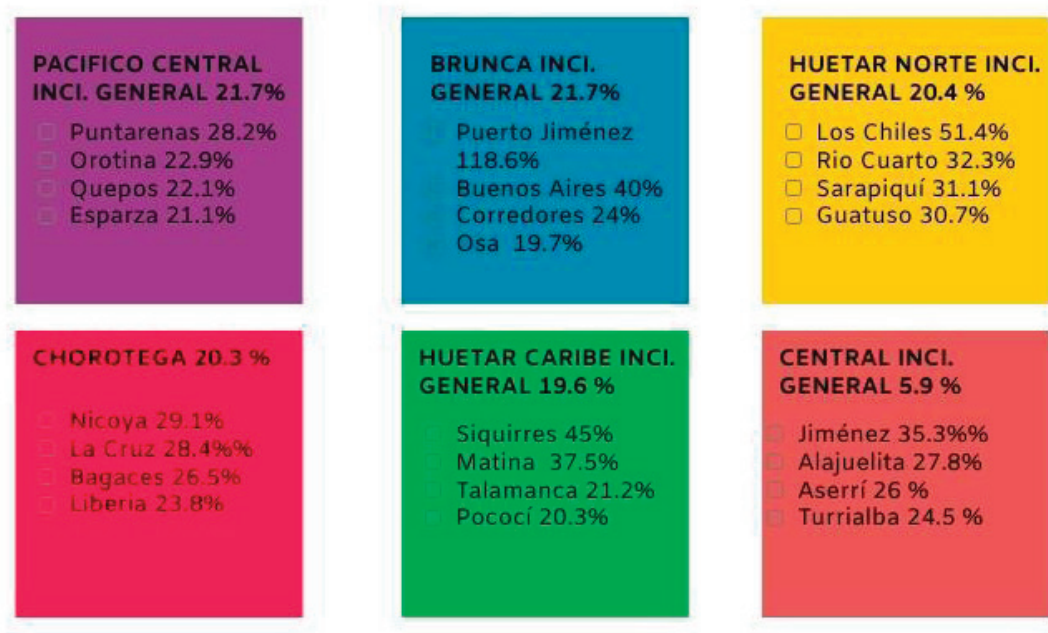 PACIFICO CENTRAL
INCI. GENERAL 21.7%
Puntarenas 28.2%
Orotina 22.9%
Quepos 22.1%
Esparza 21.1%
BRUNCA INCI.
GENERAL 21.7%
Puerto Jiménez
118.6%
Buenos Aires 40%
Corredores 24%
Osa 19.7%
HUETAR NORTE INCI.
GENERAL 20.4 %
Los Chiles 51.4%
Rio Cuarto 32.3%
Sarapiquí 31.1%
Guatuso 30.7%
CHOROTEGA 20.3 %
Nicoya 29.1%
La Cruz 28.4%%
Bagaces 26.5%
Liberia 23.8%
HUETAR CARIBE INCI.
GENERAL 19.6 %
Siquirres 45%
Matina 37.5%
Talamanca 21.2%
Pococí 20.3%
CENTRAL INCI.
GENERAL 5.9 %
Jiménez 35.3%%
Alajuelita 27.8%
Aserrí 26 %
Turrialba 24.5 %